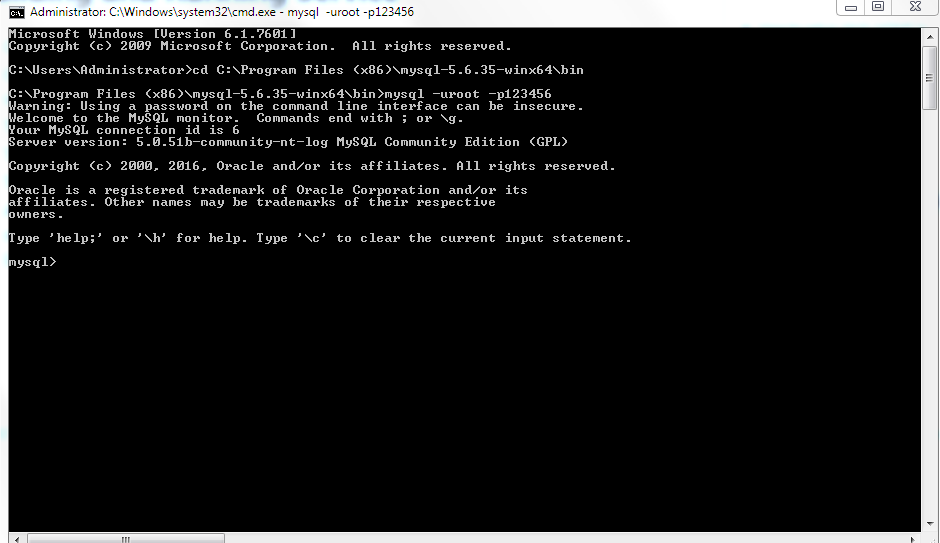 Administrator: C:\Windows\system32\cmd.exe - mysql  -uroot -p123456
Microsoft Windows [Version 6.1.7601]
Copyright (c) 2009 Microsoft Corporation.  All rights reserved.
C:\Users\Administrator>cd C:\Program Files (x86)\mysql-5.6.35-winx64\bin
C:\Program Files (x86)\mysql-5.6.35-winx64\bin>mysql -uroot -p123456
Warning: Using a password on the command line interface can be insecure.
Welcome to the MySQL monitor.  Commands end with ; or \g.
Your MySQL connection id is 6
Server version: 5.0.51b-community-nt-log MySQL Community Edition (GPL)
Copyright (c) 2000, 2016, Oracle and/or its affiliates. All rights reserved.
Oracle is a registered trademark of Oracle Corporation and/or its
affiliates. Other names may be trademarks of their respective
owners.
Type 'help;' or '\h' for help. Type '\c' to clear the current input statement.
mysql>